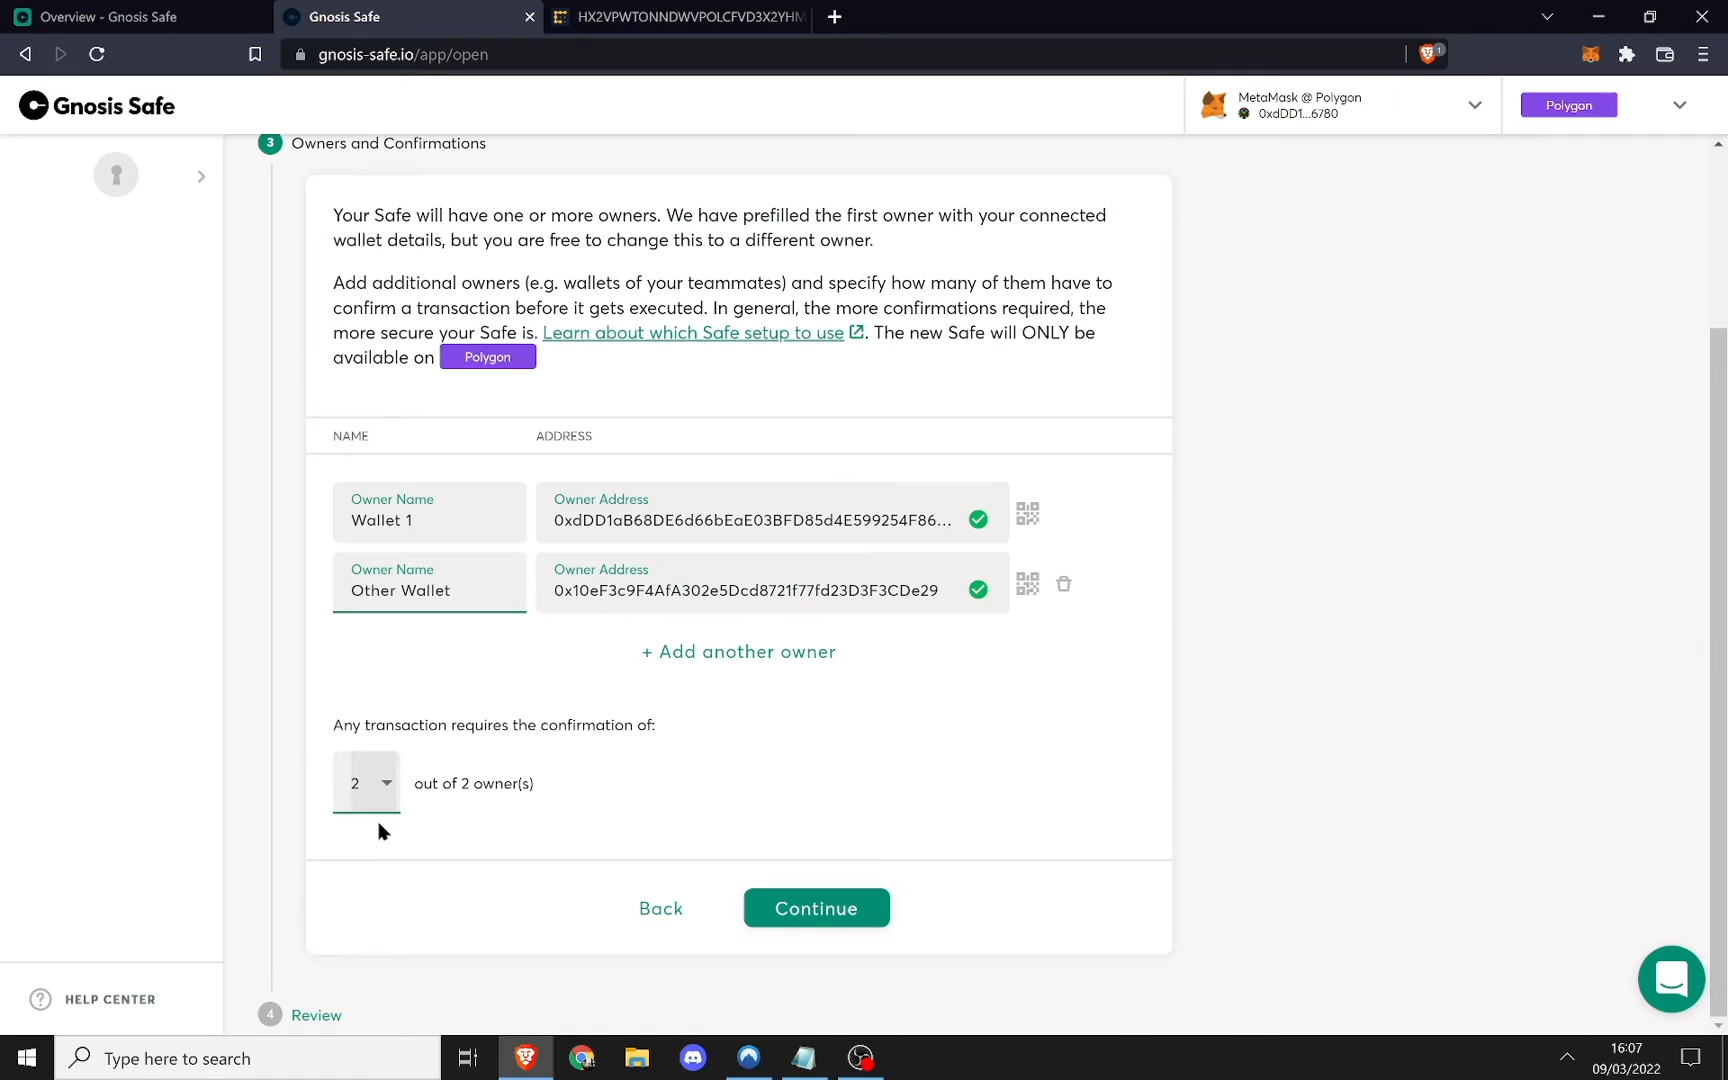 Overview - Gnosis Safe
Gnosis Safe
HX2VPWTONNDWVPOLCFVD3X2YHM
gnosis-safe.io/app/open
1
Gnosis Safe
MetaMask @ Polygon
0xdDD1...6780
Polygon
3 Owners and Confirmations
Your Safe will have one or more owners. We have prefilled the first owner with your connected
wallet details, but you are free to change this to a different owner.
Add additional owners (e.g. wallets of your teammates) and specify how many of them have to
confirm a transaction before it gets executed. In general, the more confirmations required, the
more secure your Safe is. Learn about which Safe setup to use. The new Safe will ONLY be
available on Polygon
NAME ADDRESS
Owner Name Owner Address
Wallet 1 0xdDD1aB68DE6d66bEaE03BFD85d4E599254F86...
Owner Name Owner Address
Other Wallet 0x10eF3c9F4AfA302e5Dcd8721f77fd23D3F3CDe29
+ Add another owner
Any transaction requires the confirmation of:
2 out of 2 owner(s)
Back Continue
HELP CENTER
4 Review
Type here to search
16:07
09/03/2022